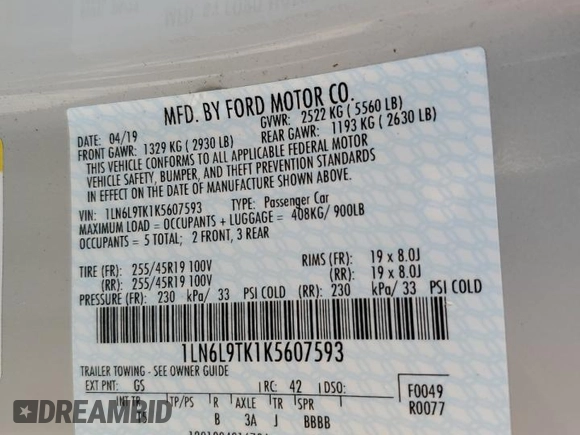 MFD. BY FORD MOTOR CO.
DATE: 04/19 GVWR: 2522 KG ( 5560 LB)
FRONT GAWR: 1329 KG ( 2930 LB) REAR GAWR: 1193 KG ( 2630 LB)
THIS VEHICLE CONFORMS TO ALL APPLICABLE FEDERAL MOTOR
VEHICLE SAFETY, BUMPER, AND THEFT PREVENTION STANDARDS
IN EFFECT ON THE DATE OF MANUFACTURE SHOWN ABOVE.
VIN: 1LN6L9TK1K5607593 TYPE: Passenger Car
MAXIMUM LOAD = OCCUPANTS + LUGGAGE = 408KG/ 900LB
OCCUPANTS = 5 TOTAL; 2 FRONT, 3 REAR
TIRE (FR): 255/45R19 100V RIMS (FR): 19 x 8.0J
(RR): 255/45R19 100V (RR): 19 x 8.0J
PRESSURE (FR): 230 kPa/ 33 PSI COLD (RR): 230 kPa/ 33 PSI COLD
1LN6L9TK1K5607593
TRAILER TOWING - SEE OWNER GUIDE
EXT PNT: GS RC: 42 DSO: F0049
INT TR TP/PS R AXLE TR SPR R0077
B 3A J BBBB
DREAMBID